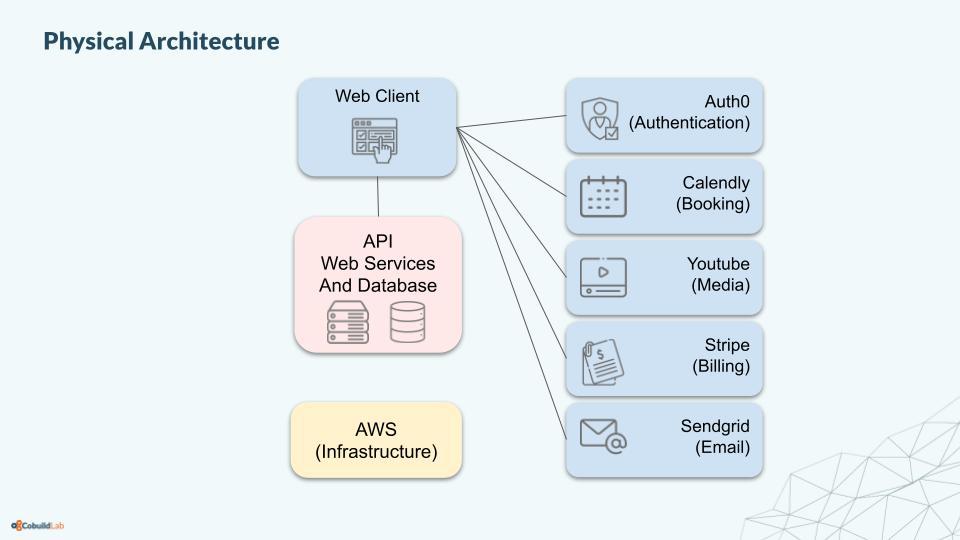 Physical Architecture
Web Client
API
Web Services
And Database
AWS
(Infrastructure)
Auth0
(Authentication)
Calendly
(Booking)
Youtube
(Media)
$
Stripe
(Billing)
@
Sendgrid
(Email)
CobuildLab